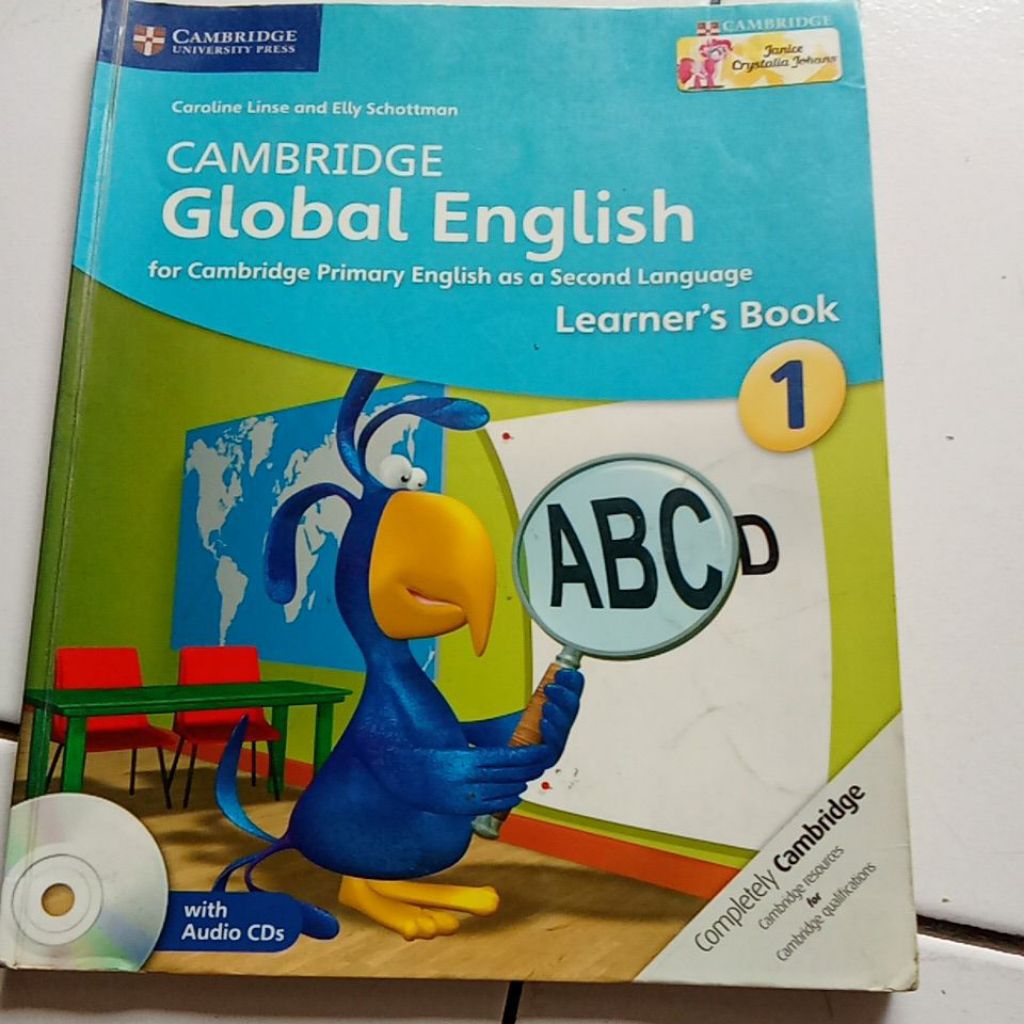 CAMBRIDGE
UNIVERSITY PRESS
CAMBRIDGE
Janice
Crystalia Johans
Caroline Linse and Elly Schottman
CAMBRIDGE
Global English
for Cambridge Primary English as a Second Language
Learner's Book
1
ABCD
with
Audio CDs
Completely Cambridge
Cambridge resources
for
Cambridge qualifications